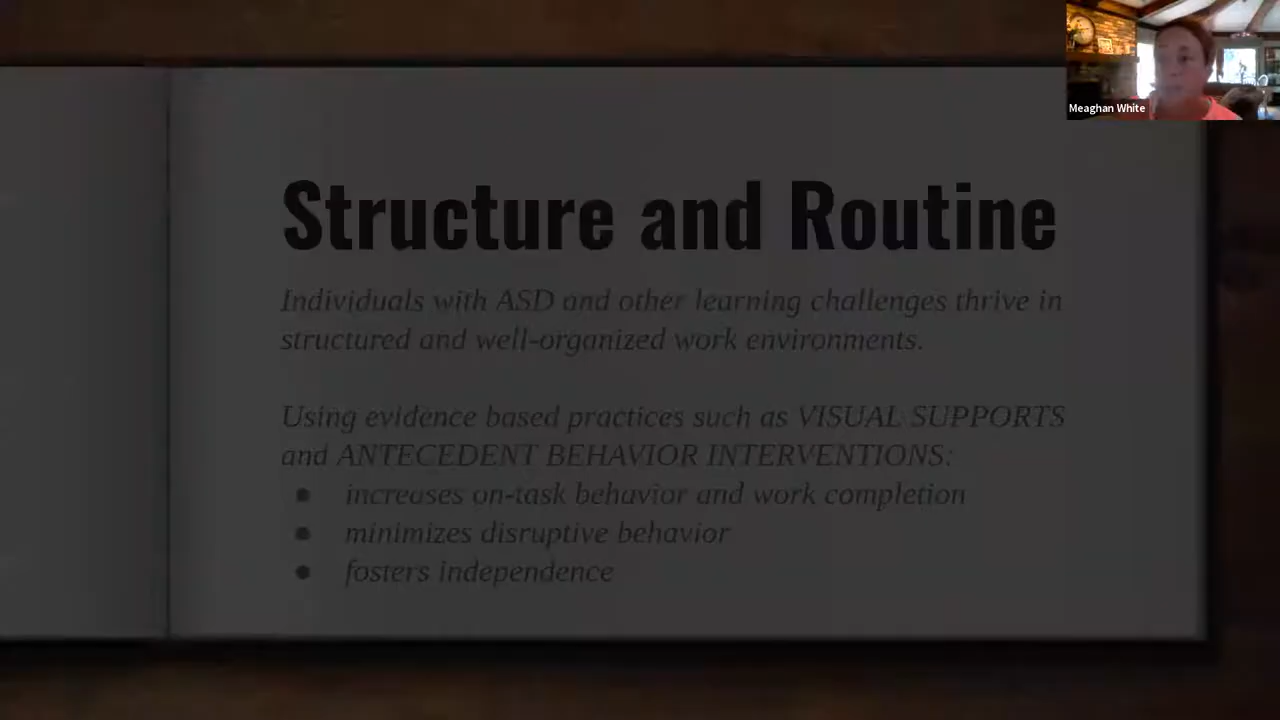 Meaghan White
Structure and Routine
Individuals with ASD and other learning challenges thrive in
structured and well-organized work environments.
Using evidence based practices such as VISUAL SUPPORTS
and ANTECEDENT BEHAVIOR INTERVENTIONS:
● increases on-task behavior and work completion
● minimizes disruptive behavior
● fosters independence